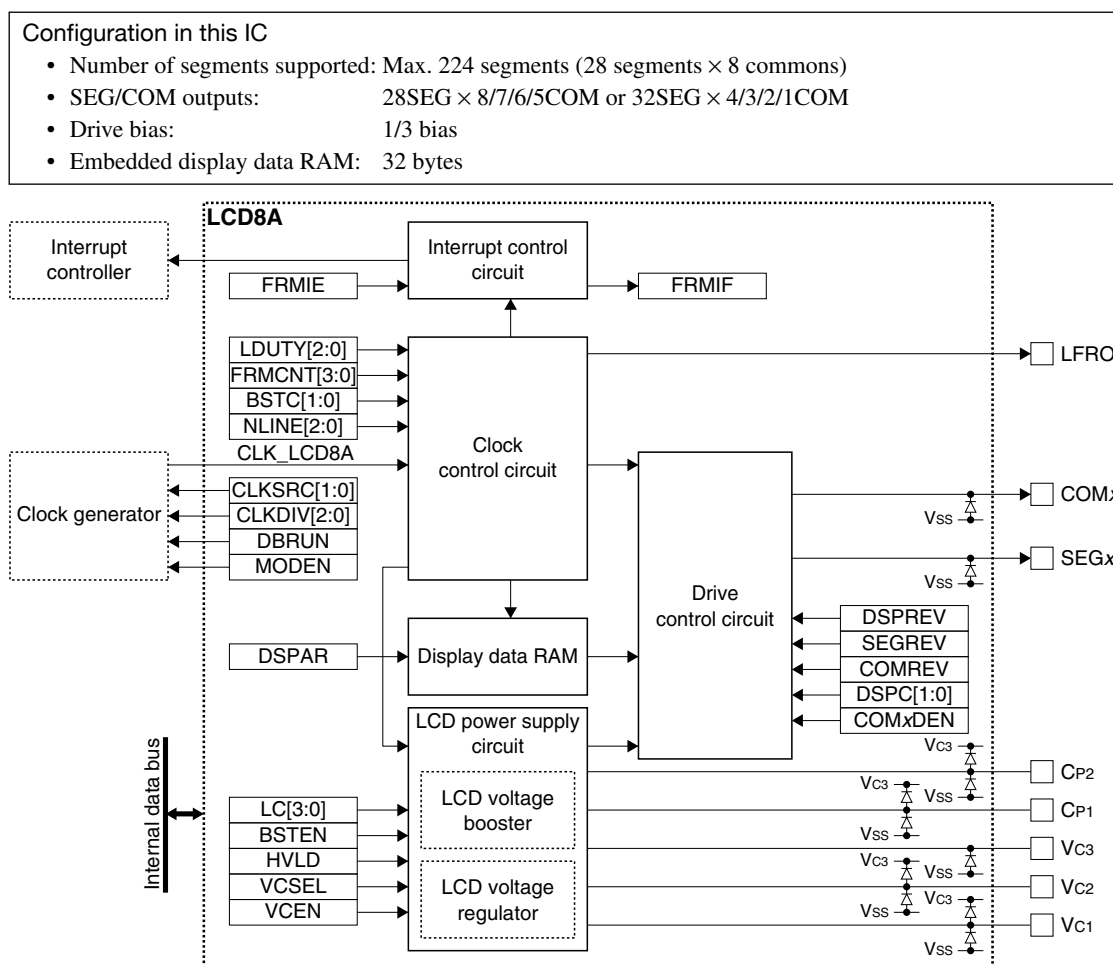 Configuration in this IC
• Number of segments supported: Max. 224 segments (28 segments × 8 commons)
• SEG/COM outputs: 28SEG × 8/7/6/5COM or 32SEG × 4/3/2/1COM
• Drive bias: 1/3 bias
• Embedded display data RAM: 32 bytes
LCD8A
Interrupt
controller
Interrupt control
circuit
FRMIE
FRMIF
LDUTY[2:0]
FRMCNT[3:0]
BSTC[1:0]
NLINE[2:0]
CLK_LCD8A
Clock
control circuit
LFRO
Clock generator
CLKSRC[1:0]
CLKDIV[2:0]
DBRUN
MODEN
COMx
VSS
SEGx
VSS
Drive
control circuit
DSPREV
SEGREV
COMREV
DSPC[1:0]
COMxDEN
DSPAR
Display data RAM
LCD power supply
circuit
LCD voltage
booster
LCD voltage
regulator
Internal data bus
LC[3:0]
BSTEN
HVLD
VCSEL
VCEN
VC3
CP2
VSS
VC3
CP1
VSS
VC3
VSS
VC3
VC2
VSS
VC3
VC1
VSS